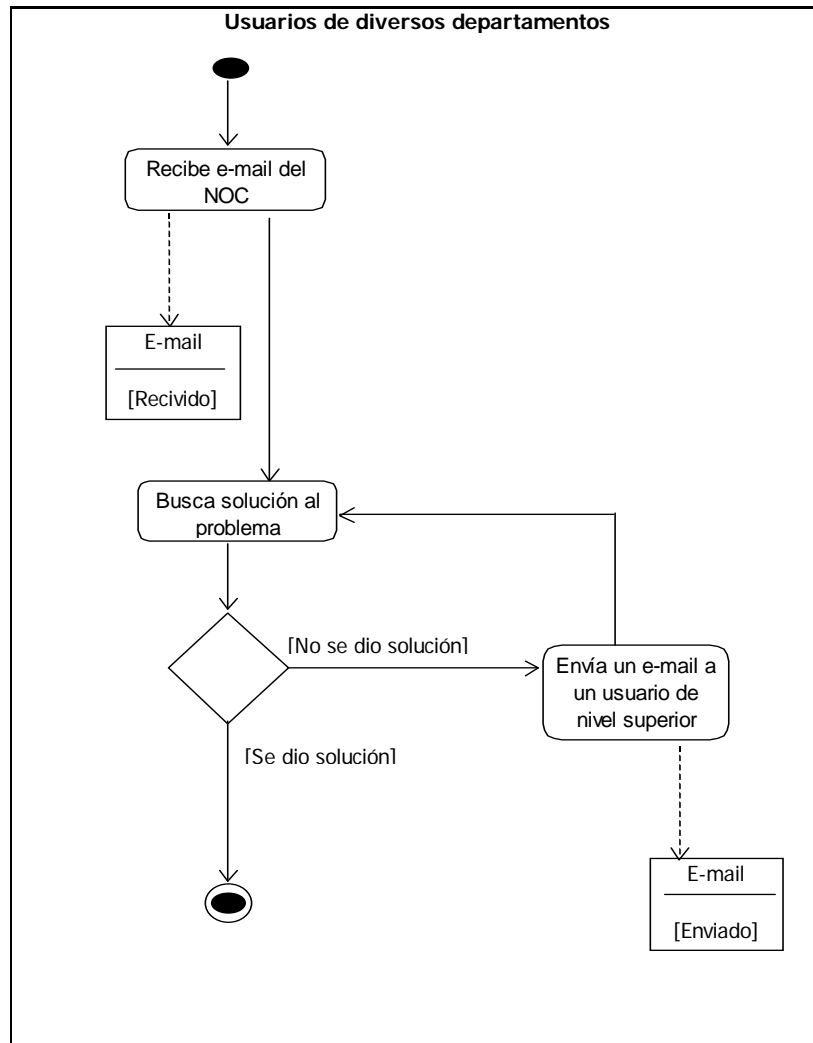 Usuarios de diversos departamentos
Recibe e-mail del
NOC
E-mail
[Recivido]
Busca solución al
problema
[No se dio solución]
Envía un e-mail a
un usuario de
nivel superior
[Se dio solución]
E-mail
[Enviado]